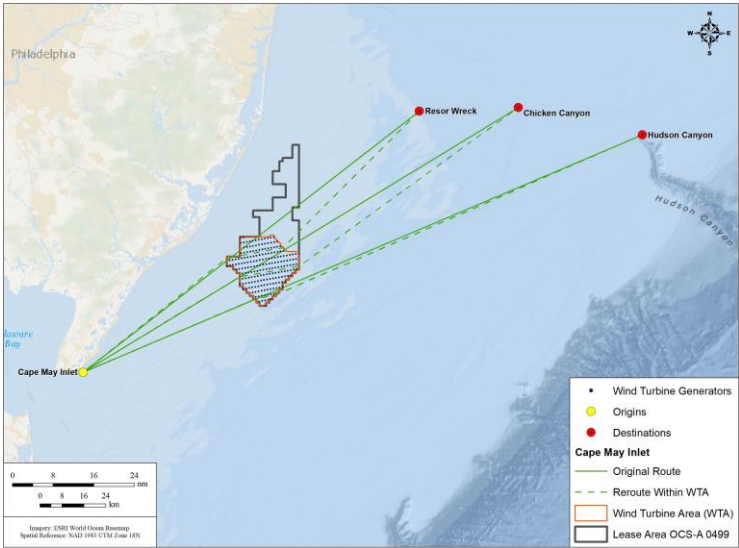 N
W
E
S
Philadelphia
Resor Wreck
Chicken Canyon
Hudson Canyon
Hudson Canyon
laware
Bay
Cape May Inlet
Wind Turbine Generators
Origins
Destinations
Cape May Inlet
Original Route
Reroute Within WTA
Wind Turbine Area (WTA)
Lease Area OCS-A 0499
0 8 16 24
nm
0 8 16 24
km
Imagery: ESRI World Ocean Basemap.
Spatial Reference: NAD 1983 UTM Zone 18N